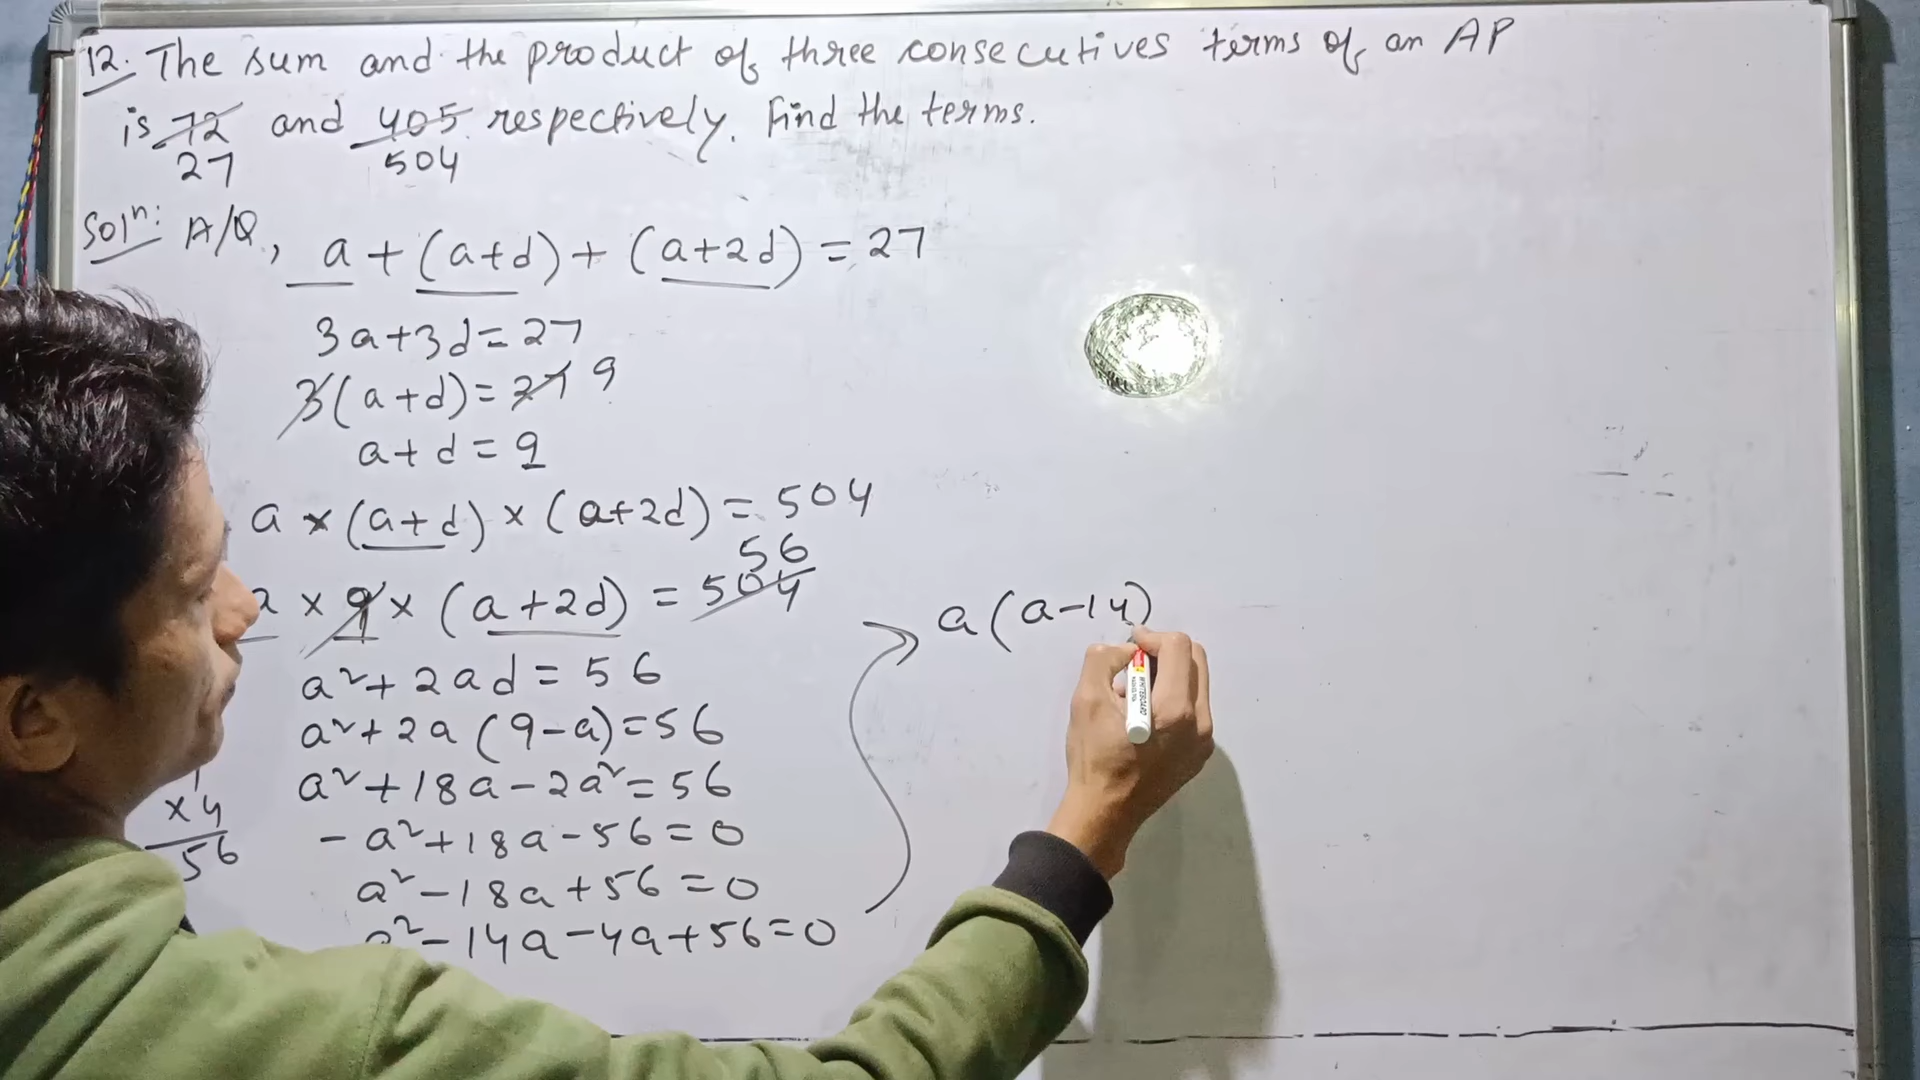 12. The sum and the product of three consecutives terms of an AP
is 72 and 405 respectively. Find the terms.
27 504
Solⁿ: A/Q, a + (a+d) + (a+2d) = 27
3a+3d=27
3(a+d)=27 9
a+d=9
a × (a+d) × (a+2d) = 504
56
a × 9 × (a+2d) = 504
a²+2ad=56
a²+2a(9-a)=56
a²+18a-2a²=56
-a²+18a-56=0
a²-18a+56=0
a²-14a-4a+56=0
×4
56
a(a-14)
WHITEBOARD